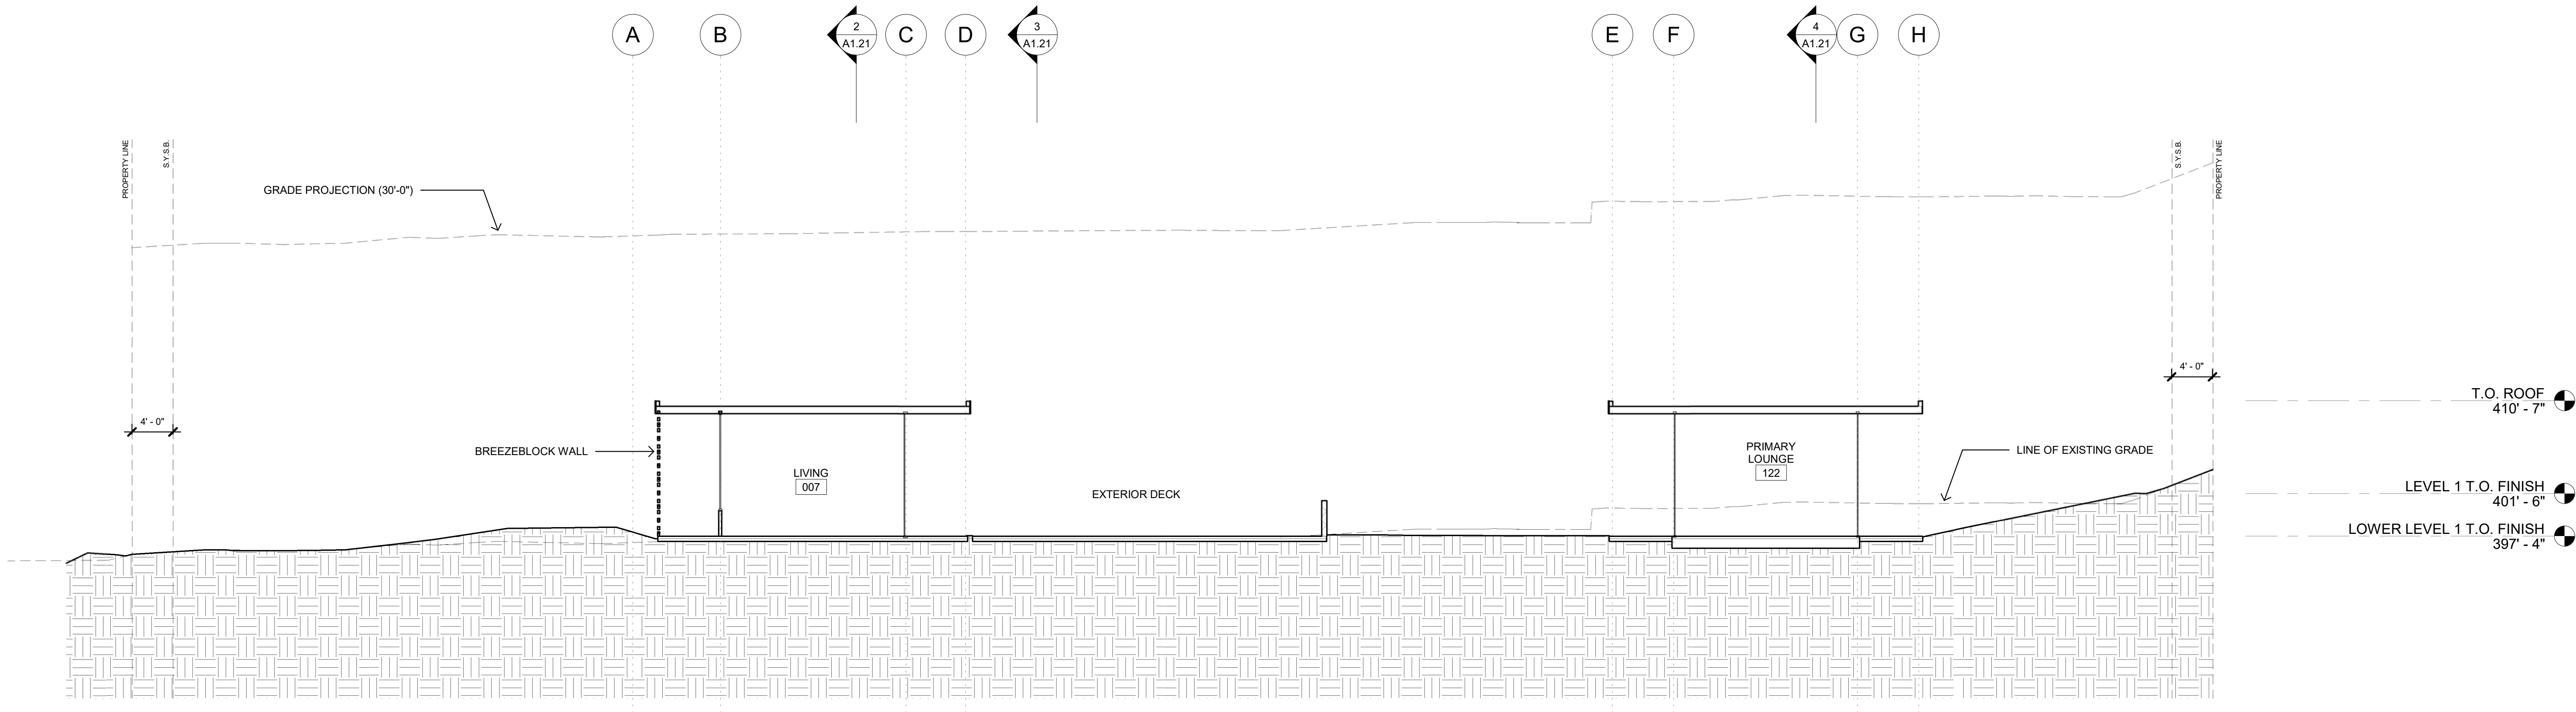 A
B
2
A1.21
C
D
3
A1.21
E
F
4
A1.21
G
H
PROPERTY LINE
S.Y.S.B.
S.Y.S.B.
PROPERTY LINE
GRADE PROJECTION (30'-0")
4' - 0"
4' - 0"
T.O. ROOF
410' - 7"
BREEZEBLOCK WALL
LIVING
007
EXTERIOR DECK
PRIMARY
LOUNGE
122
LINE OF EXISTING GRADE
LEVEL 1 T.O. FINISH
401' - 6"
LOWER LEVEL 1 T.O. FINISH
397' - 4"